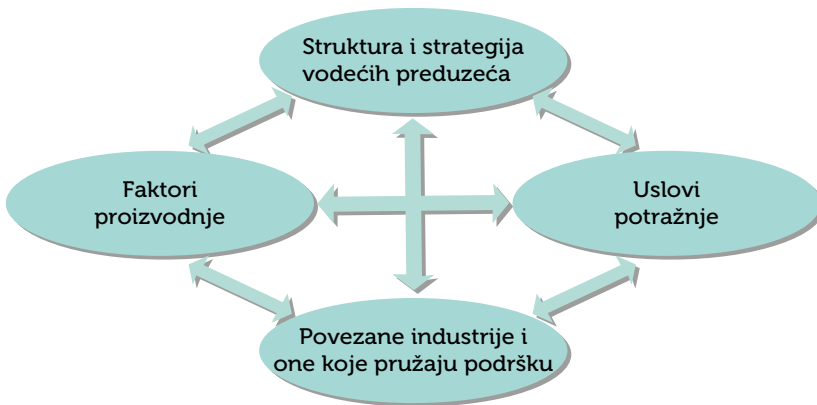 Struktura i strategija
vodećih preduzeća
Faktori
proizvodnje
Uslovi
potražnje
Povezane industrije i
one koje pružaju podršku